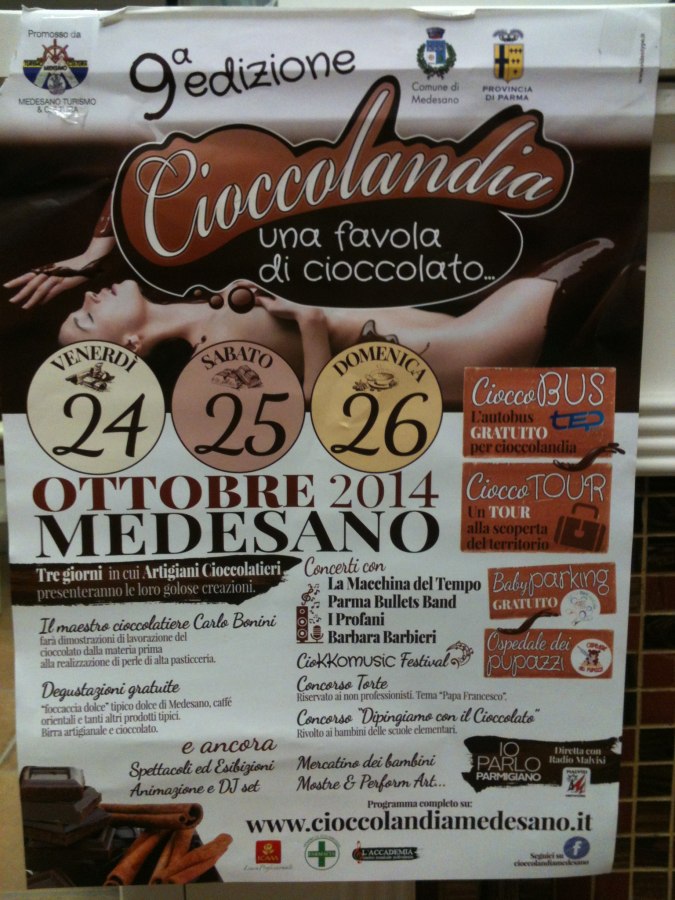 Promosso da
MEDESANO TURISMO
9a edizione
Comune di
Medesano
PROVINCIA
DI PARMA
Cioccolandia
una favola
di cioccolato...
VENERDÌ
24
SABATO
25
DOMENICA
26
OTTOBRE 2014
MEDESANO
CioccoBUS
L'autobus
GRATUITO
per cioccolandia
tep
CioccoTOUR
Un TOUR
alla scoperta
del territorio
Baby parking
GRATUITO
Ospedale dei
pupazzi
Tre giorni in cui Artigiani Cioccolatieri
presenteranno le loro golose creazioni.
Il maestro cioccolatiere Carlo Bonini
farà dimostrazioni di lavorazione del
cioccolato dalla materia prima
alla realizzazione di perle di alta pasticceria.
Degustazioni gratuite
"foccaccia dolce" tipico dolce di Medesano, caffé
orientali e tanti altri prodotti tipici.
Birra artigianale e cioccolato.
e ancora
Spettacoli ed Esibizioni
Animazione e DJ set
Concerti con
La Macchina del Tempo
Parma Bullets Band
I Profani
Barbara Barbieri
CioKKomusic Festival
Concorso Torte
Riservato ai non professionisti. Tema "Papa Francesco".
Concorso "Dipingiamo con il Cioccolato"
Rivolto ai bambini delle scuole elementari.
Mercatino dei bambini
Mostre & Perform Art...
IO
PARLO
PARMIGIANO
Diretta con
Radio Malvisi
Programma completo su:
www.cioccolandiamedesano.it
L'ACCADEMIA
Seguici su
cioccolandiamedesano